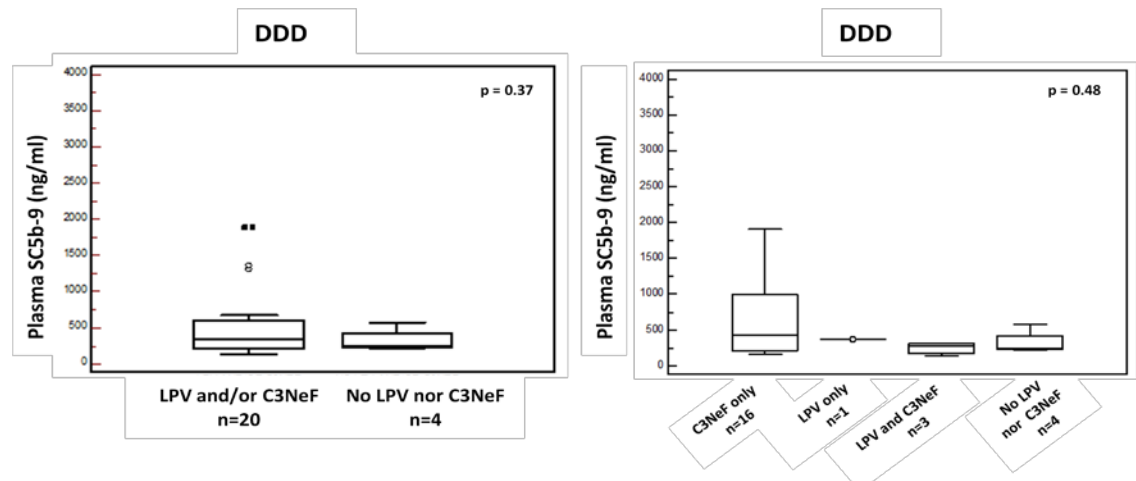 DDD
Plasma SC5b-9 (ng/ml)
4000
3500
3000
2500
2000
1500
1000
500
0
p = 0.37
LPV and/or C3NeF
n=20
No LPV nor C3NeF
n=4
DDD
Plasma SC5b-9 (ng/ml)
4000
3500
3000
2500
2000
1500
1000
500
0
p = 0.48
C3NeF only
n=16
LPV only
n=1
LPV and C3NeF
n=3
No LPV
nor C3NeF
n=4